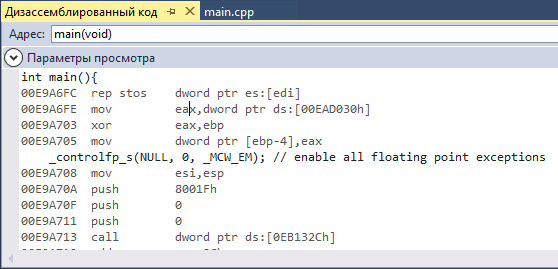 Дизассемблированный код main.cpp
Адрес: main(void)
Параметры просмотра
int main(){
00E9A6FC rep stos dword ptr es:[edi]
00E9A6FE mov eax,dword ptr ds:[00EAD030h]
00E9A703 xor eax,ebp
00E9A705 mov dword ptr [ebp-4],eax
_controlfp_s(NULL, 0, _MCW_EM); // enable all floating point exceptions
00E9A708 mov esi,esp
00E9A70A push 8001Fh
00E9A70F push 0
00E9A711 push 0
00E9A713 call dword ptr ds:[0EB132Ch]